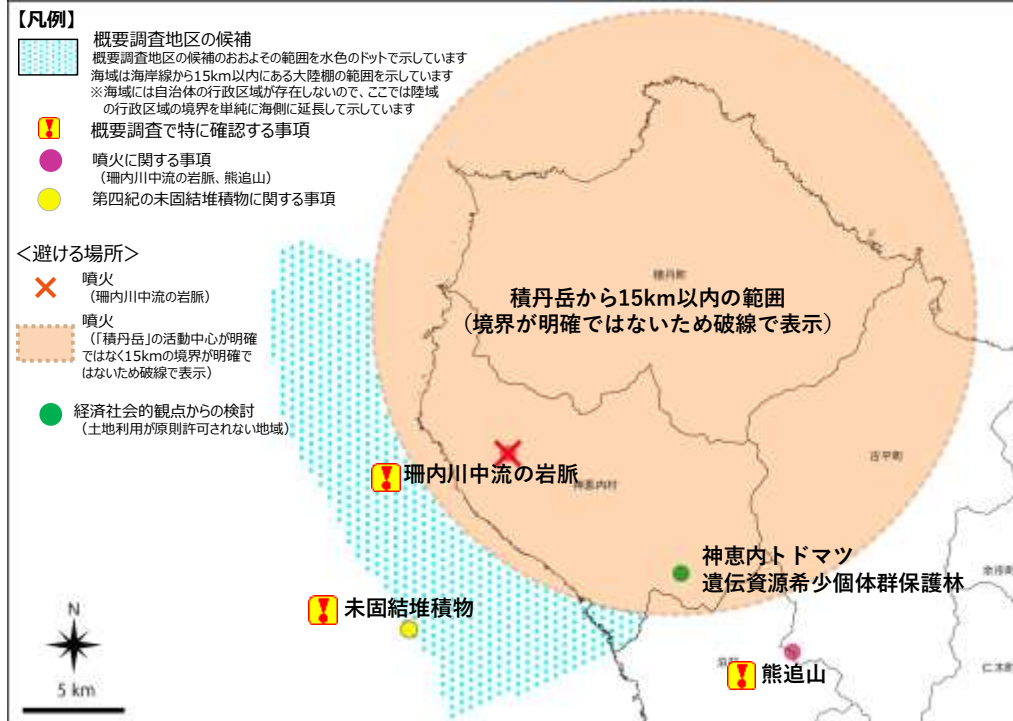 【凡例】
概要調査地区の候補
概要調査地区の候補のおおよその範囲を水色のドットで示しています
海域は海岸線から15km以内にある大陸棚の範囲を示しています
※海域には自治体の行政区域が存在しないので、ここでは陸域
の行政区域の境界を単純に海側に延長して示しています
概要調査で特に確認する事項
噴火に関する事項
（珊内川中流の岩脈、熊追山）
第四紀の未固結堆積物に関する事項
＜避ける場所＞
噴火
（珊内川中流の岩脈）
噴火
（「積丹岳」の活動中心が明確
ではなく15kmの境界が明確で
はないため破線で表示）
経済社会的観点からの検討
（土地利用が原則許可されない地域）
積丹町
積丹岳から15km以内の範囲
（境界が明確ではないため破線で表示）
古平町
珊内川中流の岩脈
神恵内村
神恵内トドマツ
遺伝資源希少個体群保護林
未固結堆積物
熊追山
仁木町
N
5 km